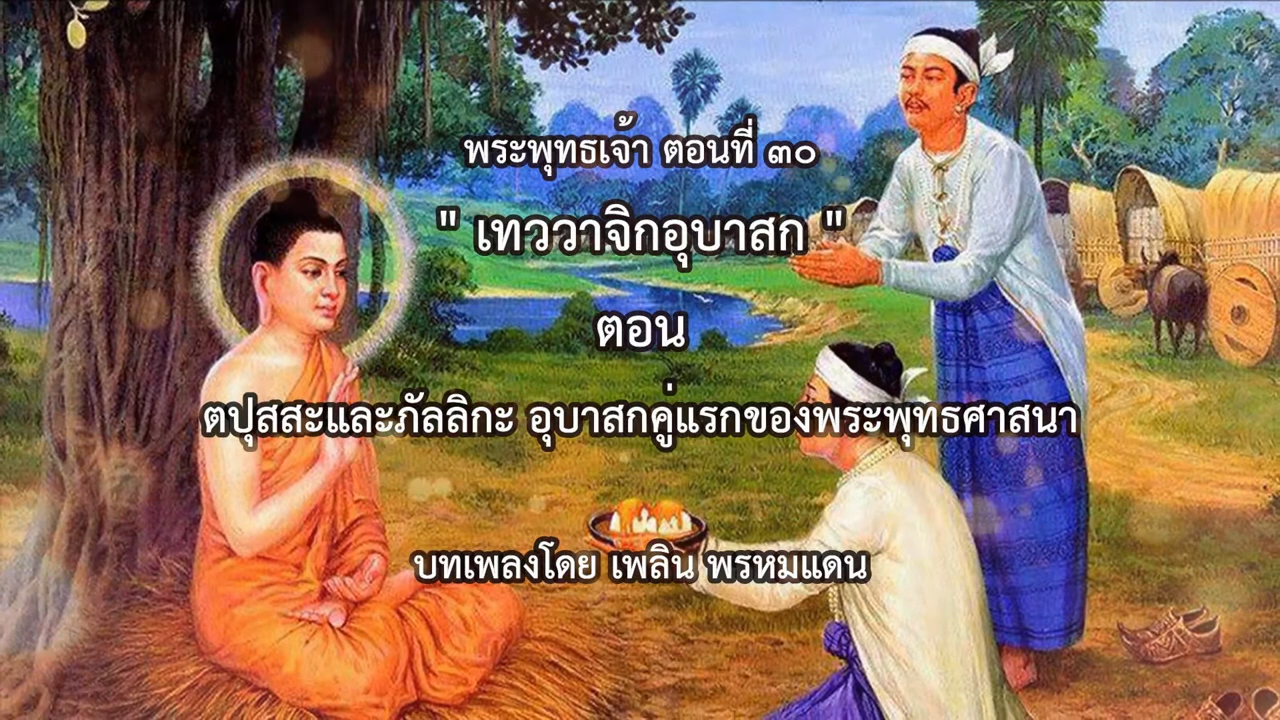 พระพุทธเจ้า ตอนที่ ๓๐
" เทววาจิกอุบาสก "
ตอน
ตปุสสะและภัลลิกะ อุบาสกคู่แรกของพระพุทธศาสนา
บทเพลงโดย เพลิน พรหมแดน